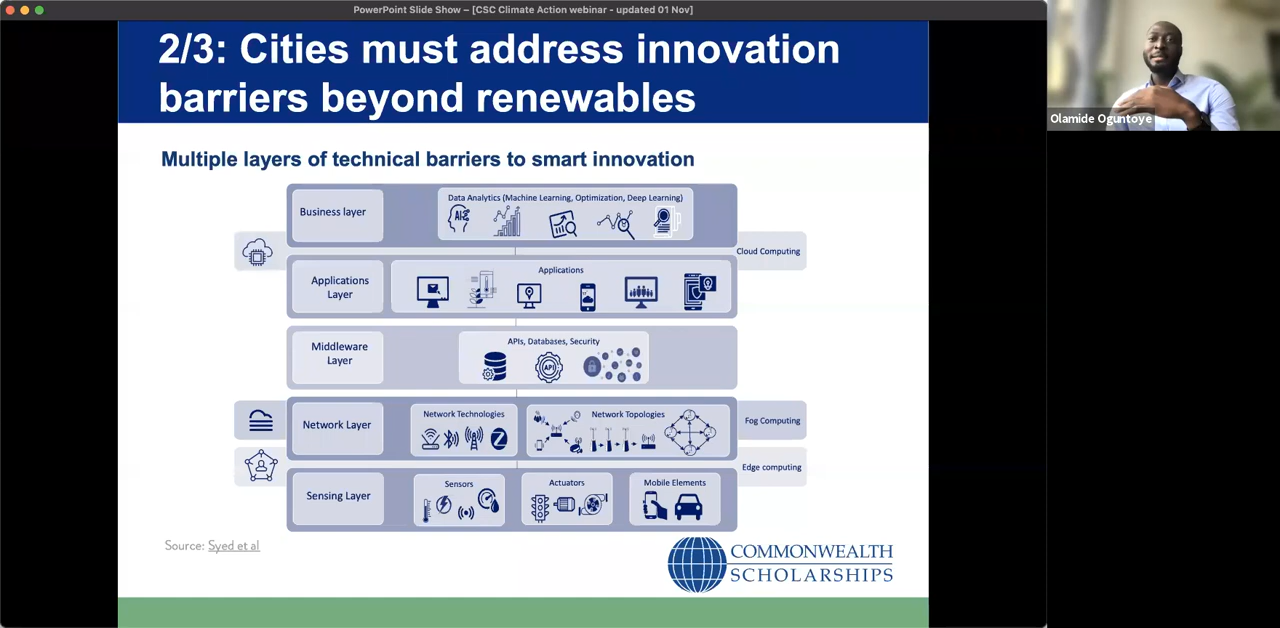 PowerPoint Slide Show – [CSC Climate Action webinar - updated 01 Nov]
2/3: Cities must address innovation
barriers beyond renewables
Multiple layers of technical barriers to smart innovation
Business layer
Data Analytics (Machine Learning, Optimization, Deep Learning)
AI
Cloud Computing
Applications
Layer
Applications
Middleware
Layer
APIs, Databases, Security
API
Network Layer
Network Technologies
Z
Network Topologies
Fog Computing
Edge computing
Sensing Layer
Sensors
Actuators
Mobile Elements
Source: Syed et al
COMMONWEALTH
SCHOLARSHIPS
Olamide Oguntoye